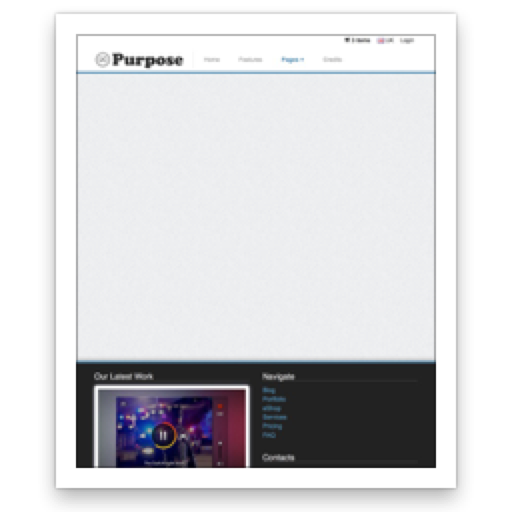 3 items UK Login
Purpose Home Features Pages Credits
Our Latest Work
Navigate
Blog
Portfolio
eShop
Services
Pricing
FAQ
Contacts